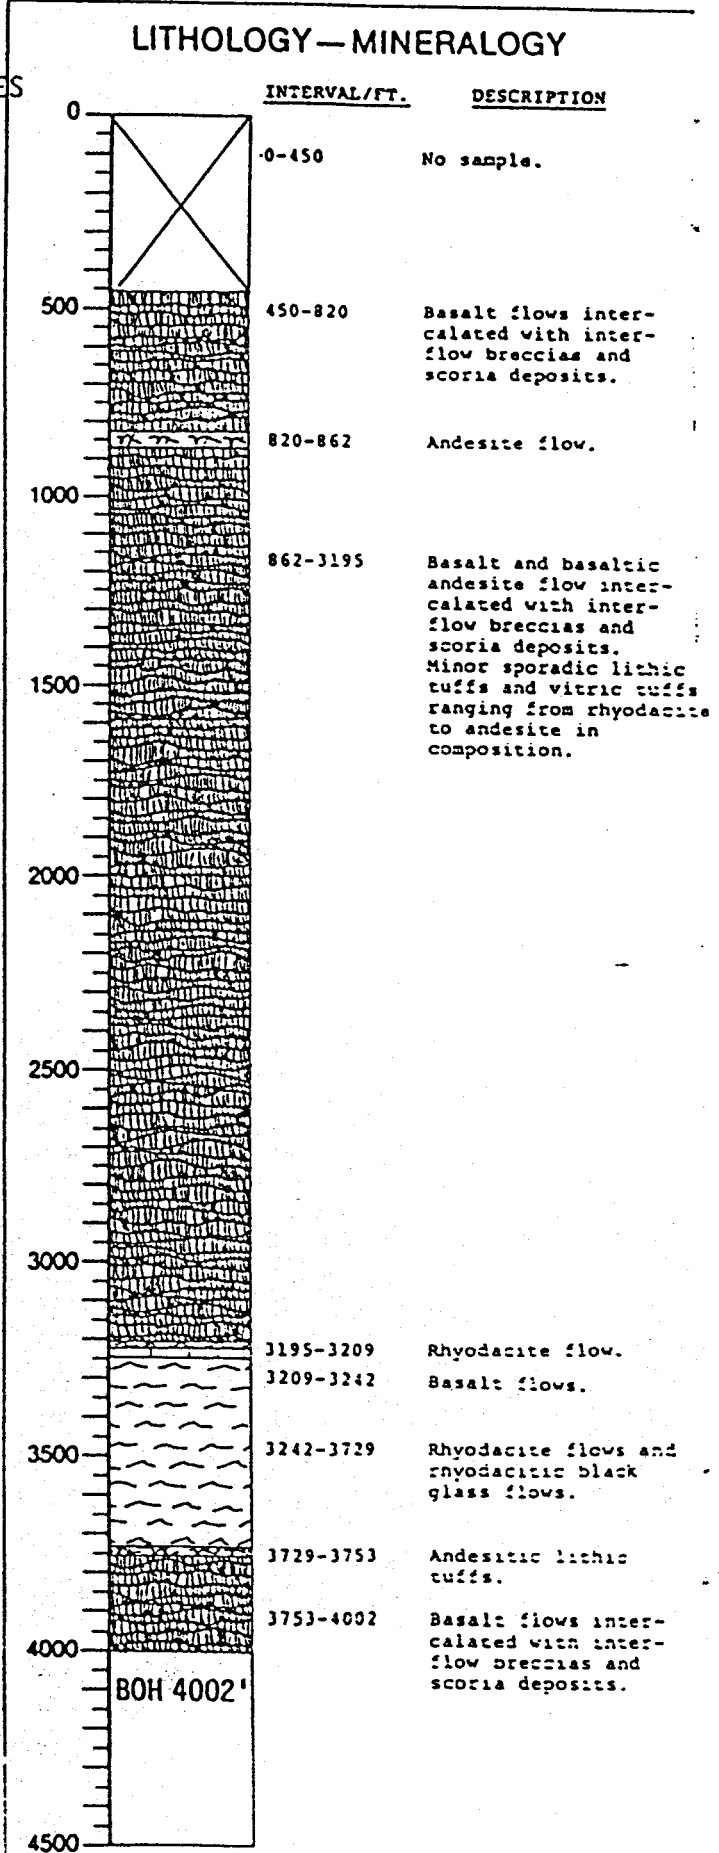 LITHOLOGY—MINERALOGY
ES
INTERVAL/FT. DESCRIPTION
0
0-450 No sample.
500
450-820 Basalt flows inter-
calated with inter-
flow breccias and
scoria deposits.
820-862 Andesite flow.
1000
862-3195 Basalt and basaltic
andesite flow inter-
calated with inter-
flow breccias and
scoria deposits.
Minor sporadic lithic
1500
tuffs and vitric tuffs
ranging from rhyodacite
to andesite in
composition.
2000
2500
3000
3195-3209 Rhyodacite flow.
3209-3242 Basalt flows.
3500
3242-3729 Rhyodacite flows and
rhyodacitic black
glass flows.
3729-3753 Andesitic lithic
tuffs.
3753-4002 Basalt flows inter-
4000
calated with inter-
flow breccias and
scoria deposits.
BOH 4002'
4500